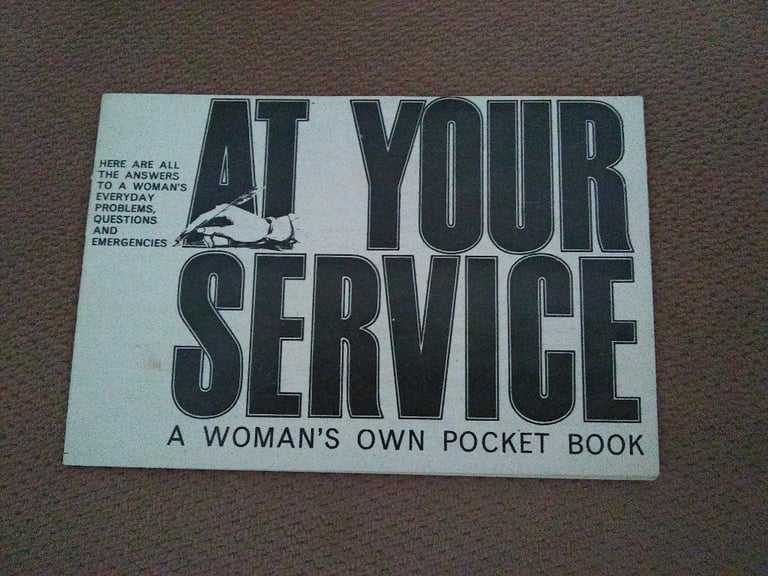 AT YOUR
SERVICE
HERE ARE ALL
THE ANSWERS
TO A WOMAN'S
EVERYDAY
PROBLEMS,
QUESTIONS
AND
EMERGENCIES
A WOMAN'S OWN POCKET BOOK